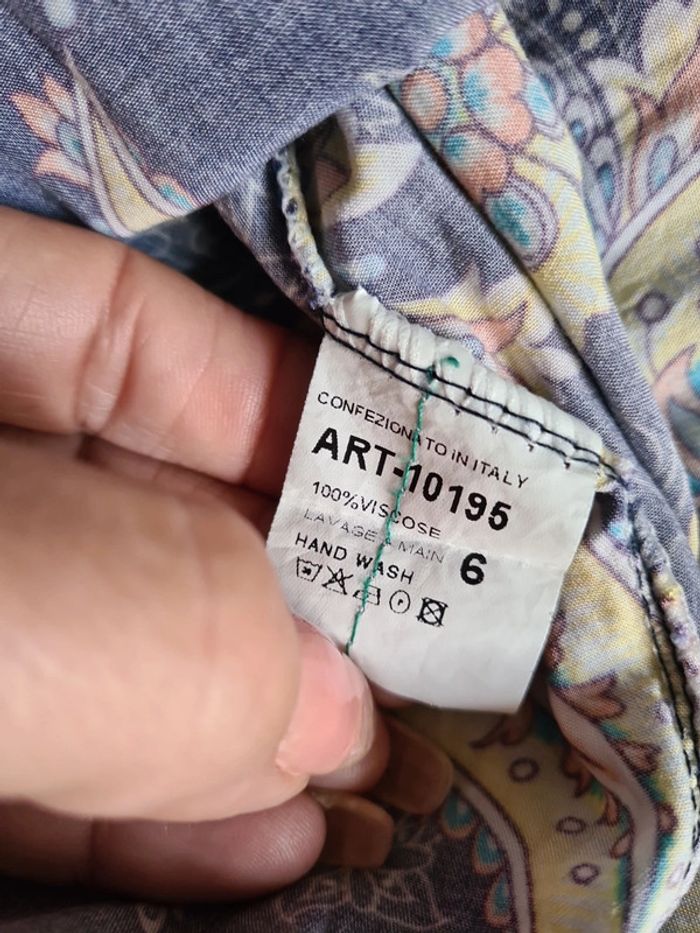 CONFEZIONATO IN ITALY
ART-10195
100%VISCOSE
LAVAGE A MAIN
HAND WASH
6
P